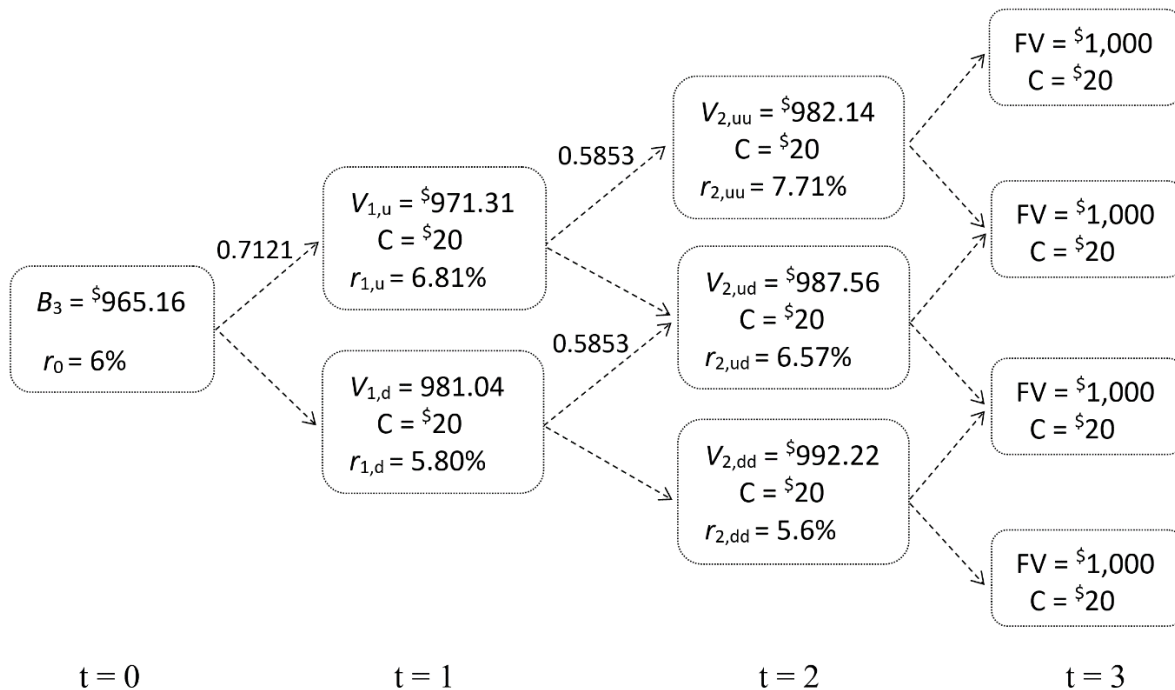 B₃ = $965.16
r₀ = 6%
0.7121
V₁,u = $971.31
C = $20
r₁,u = 6.81%
V₁,d = 981.04
C = $20
r₁,d = 5.80%
0.5853
0.5853
V₂,uu = $982.14
C = $20
r₂,uu = 7.71%
V₂,ud = $987.56
C = $20
r₂,ud = 6.57%
V₂,dd = $992.22
C = $20
r₂,dd = 5.6%
FV = $1,000
C = $20
FV = $1,000
C = $20
FV = $1,000
C = $20
FV = $1,000
C = $20
t = 0
t = 1
t = 2
t = 3